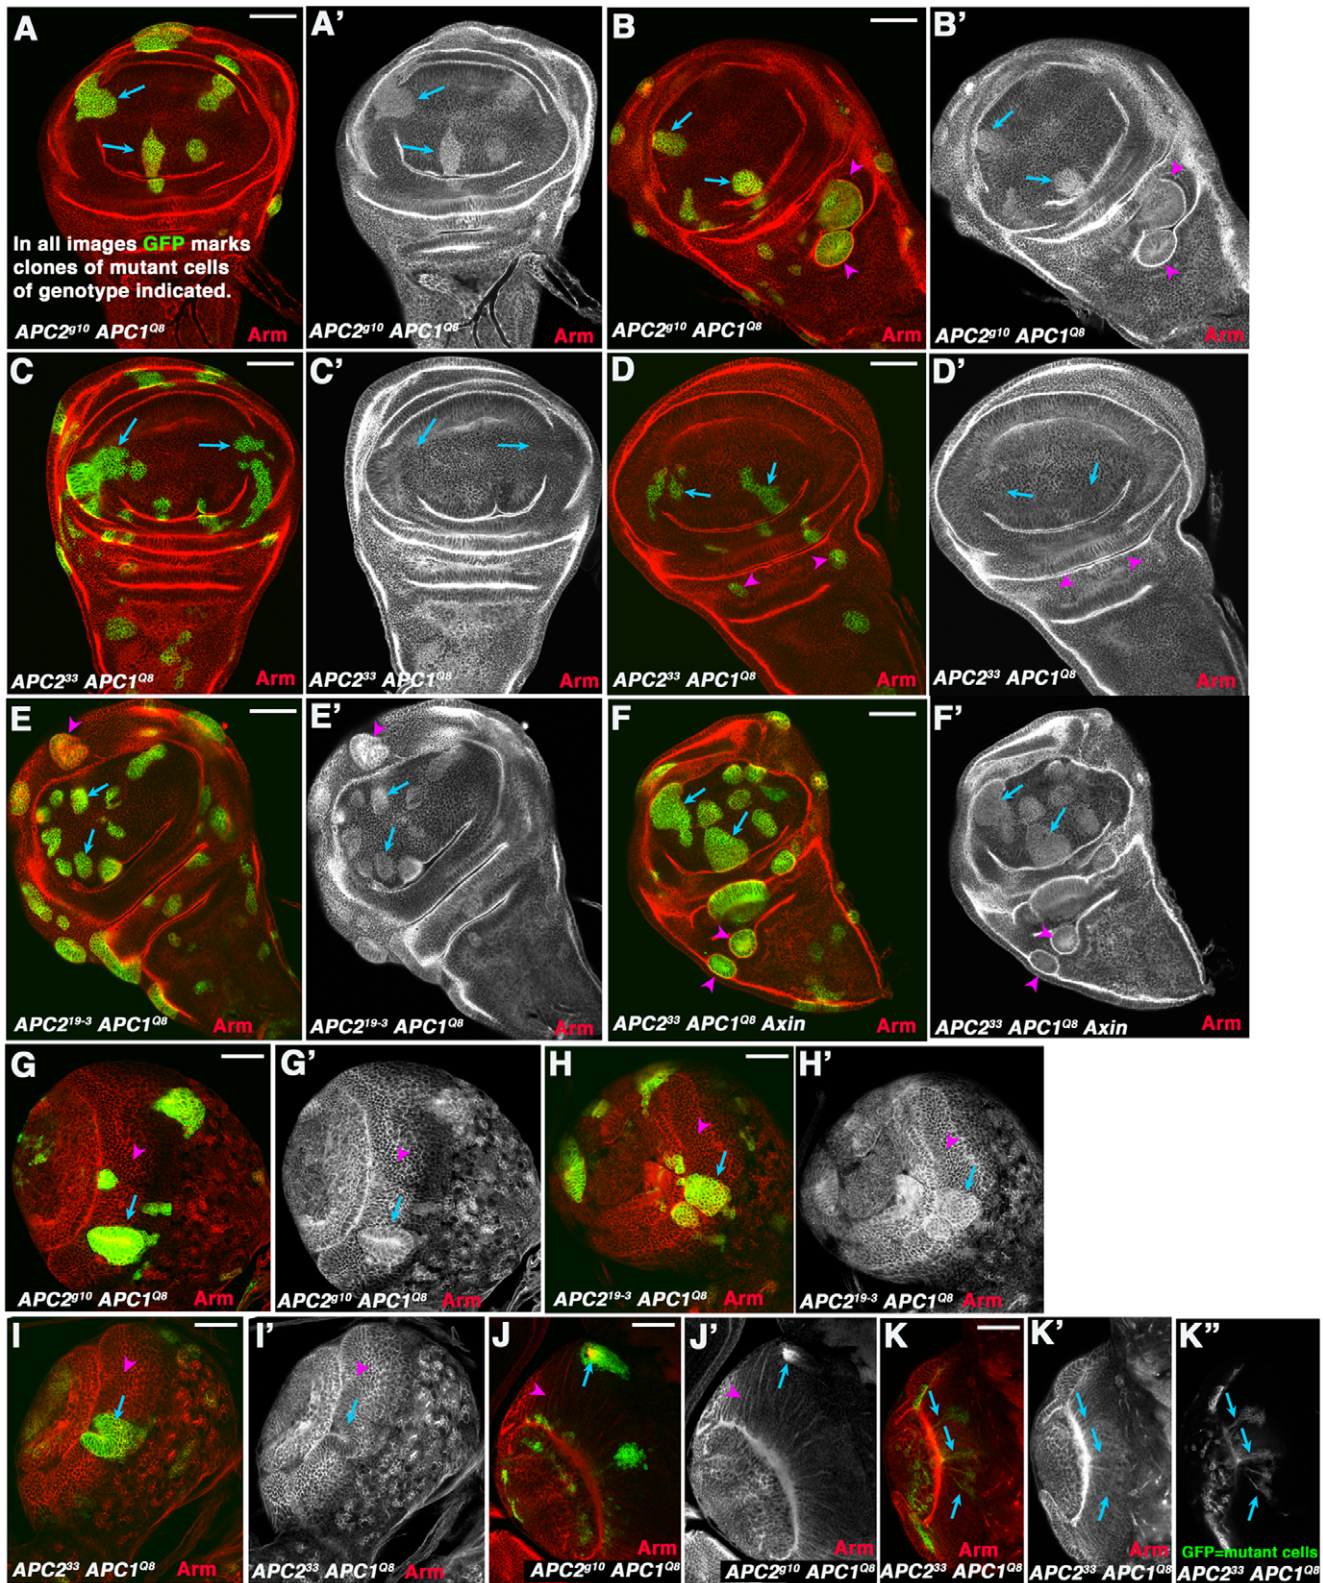 A A' B B'
In all images GFP marks
clones of mutant cells
of genotype indicated.
APC2g10 APC1Q8 Arm APC2g10 APC1Q8 Arm APC2g10 APC1Q8 Arm APC2g10 APC1Q8 Arm
C C' D D'
APC233 APC1Q8 Arm APC233 APC1Q8 Arm APC233 APC1Q8 Arm APC233 APC1Q8 Arm
E E' F F'
APC219-3 APC1Q8 Arm APC219-3 APC1Q8 Arm APC233 APC1Q8 Axin Arm APC233 APC1Q8 Axin Arm
G G' H H'
APC2g10 APC1Q8 Arm APC2g10 APC1Q8 Arm APC219-3 APC1Q8 Arm APC219-3 APC1Q8 Arm
I I' J J' K K' K"
Arm Arm Arm Arm GFP=mutant cells
APC233 APC1Q8 Arm APC233 APC1Q8 Arm APC2g10 APC1Q8 APC2g10 APC1Q8 APC233 APC1Q8 APC233 APC1Q8 APC233 APC1Q8